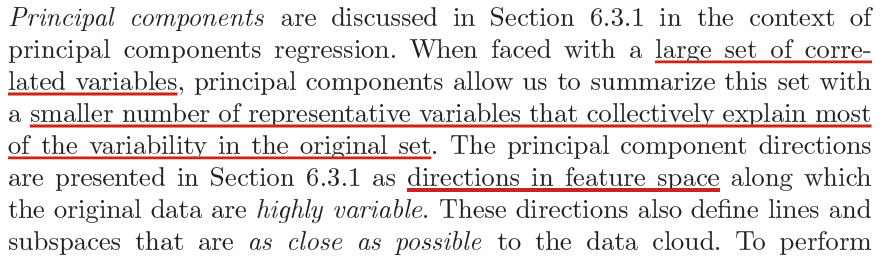 Principal components are discussed in Section 6.3.1 in the context of
principal components regression. When faced with a large set of corre-
lated variables, principal components allow us to summarize this set with
a smaller number of representative variables that collectively explain most
of the variability in the original set. The principal component directions
are presented in Section 6.3.1 as directions in feature space along which
the original data are highly variable. These directions also define lines and
subspaces that are as close as possible to the data cloud. To perform